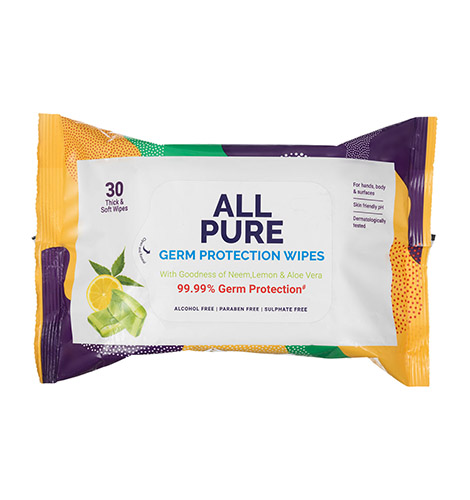 30
Thick &
Soft Wipes
ALL
PURE
GERM PROTECTION WIPES
With Goodness of Neem,Lemon & Aloe Vera
99.99% Germ Protection#
ALCOHOL FREE | PARABEN FREE | SULPHATE FREE
For hands, body
& surfaces
Skin friendly pH
Dermatologically
tested